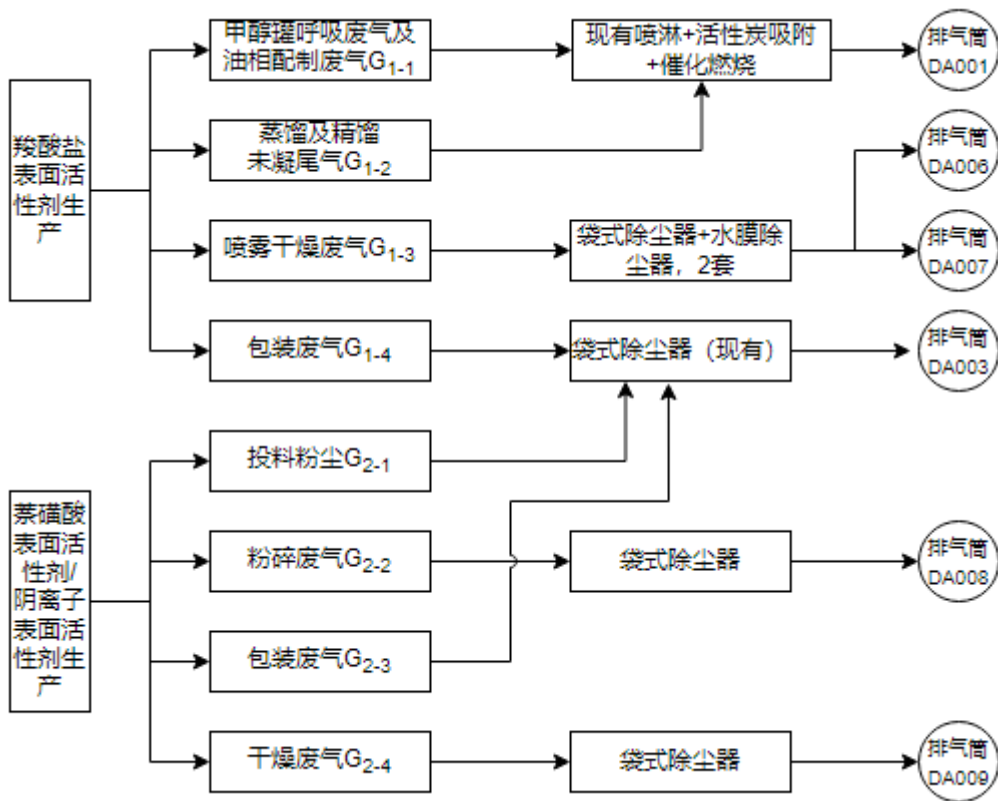 甲醇罐呼吸废气及
油相配制废气G1-1
现有喷淋+活性炭吸附
+催化燃烧
排气筒
DA001
羧酸盐
表面活
性剂生
产
蒸馏及精馏
未凝尾气G1-2
排气筒
DA006
喷雾干燥废气G1-3
袋式除尘器+水膜除
尘器，2套
排气筒
DA007
包装废气G1-4
袋式除尘器（现有）
排气筒
DA003
投料粉尘G2-1
萘磺酸
表面活
性剂/
阴离子
表面活
性剂生
产
粉碎废气G2-2
袋式除尘器
排气筒
DA008
包装废气G2-3
干燥废气G2-4
袋式除尘器
排气筒
DA009